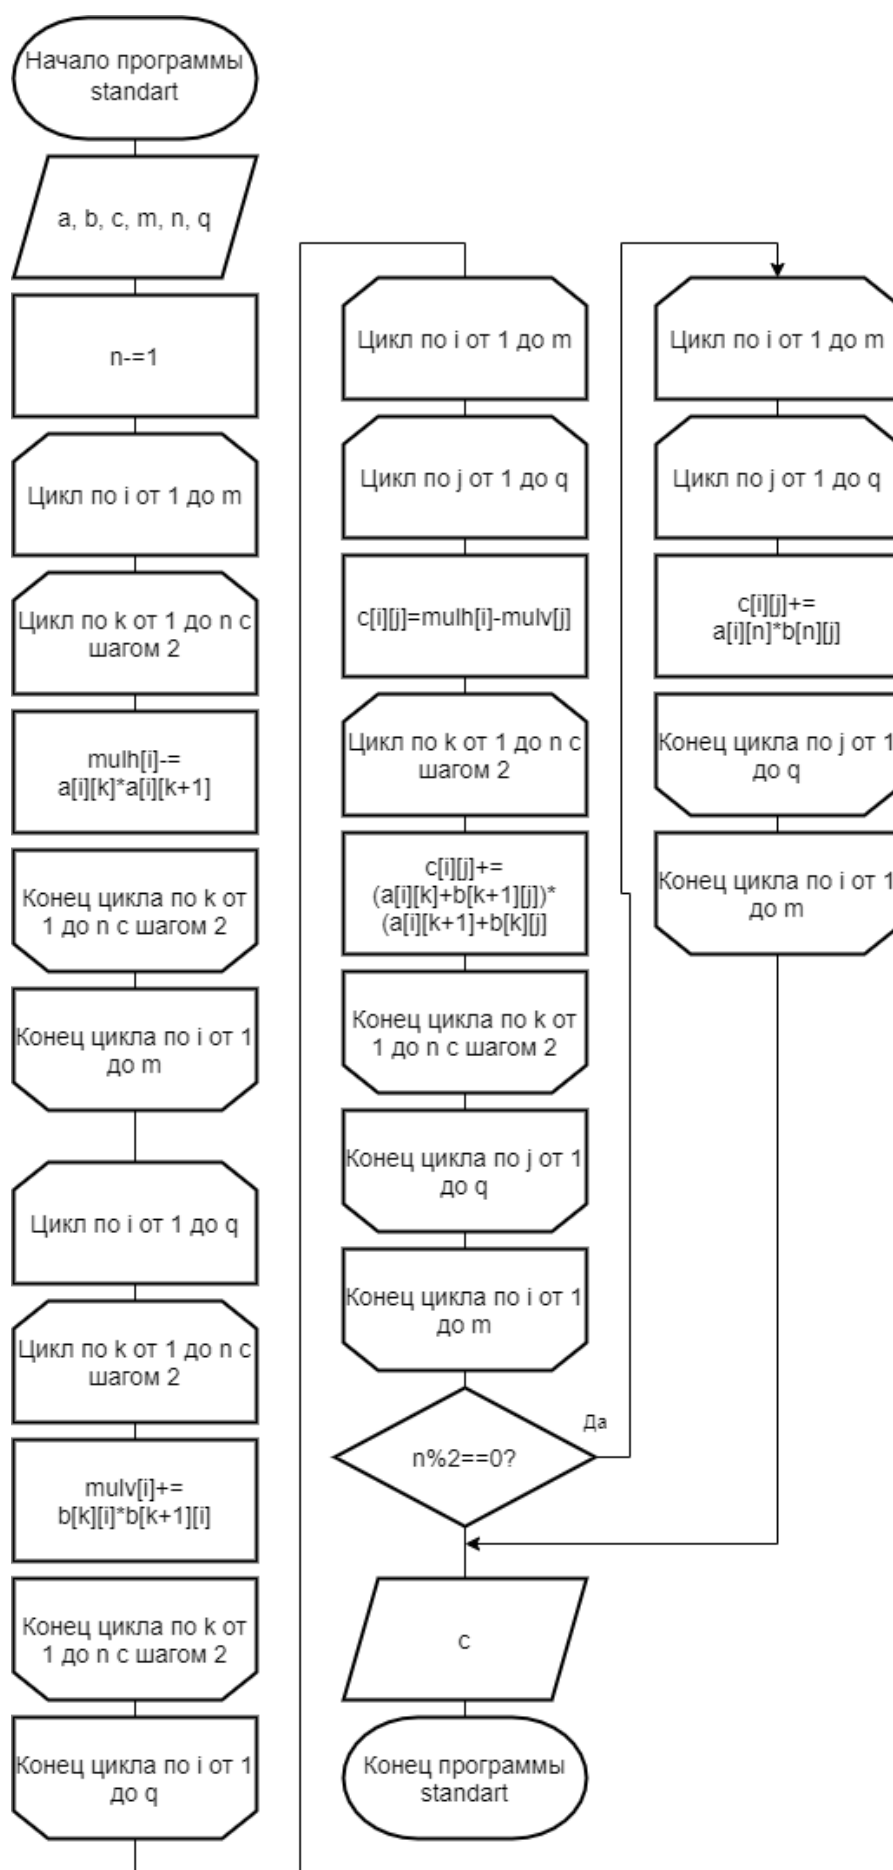 Начало программы
standart
a, b, c, m, n, q
n-=1
Цикл по i от 1 до m
Цикл по k от 1 до n с
шагом 2
mulh[i]-=
a[i][k]*a[i][k+1]
Конец цикла по k от
1 до n с шагом 2
Конец цикла по i от 1
до m
Цикл по i от 1 до q
Цикл по k от 1 до n с
шагом 2
mulv[i]+=
b[k][i]*b[k+1][i]
Конец цикла по k от
1 до n с шагом 2
Конец цикла по i от 1
до q
Цикл по i от 1 до m
Цикл по j от 1 до q
c[i][j]=mulh[i]-mulv[j]
Цикл по k от 1 до n с
шагом 2
c[i][j]+=
(a[i][k]+b[k+1][j])*
(a[i][k+1]+b[k][j]
Конец цикла по k от
1 до n с шагом 2
Конец цикла по j от 1
до q
Конец цикла по i от 1
до m
n%2==0?
Да
c
Конец программы
standart
Цикл по i от 1 до m
Цикл по j от 1 до q
c[i][j]+=
a[i][n]*b[n][j]
Конец цикла по j от 1
до q
Конец цикла по i от 1
до m